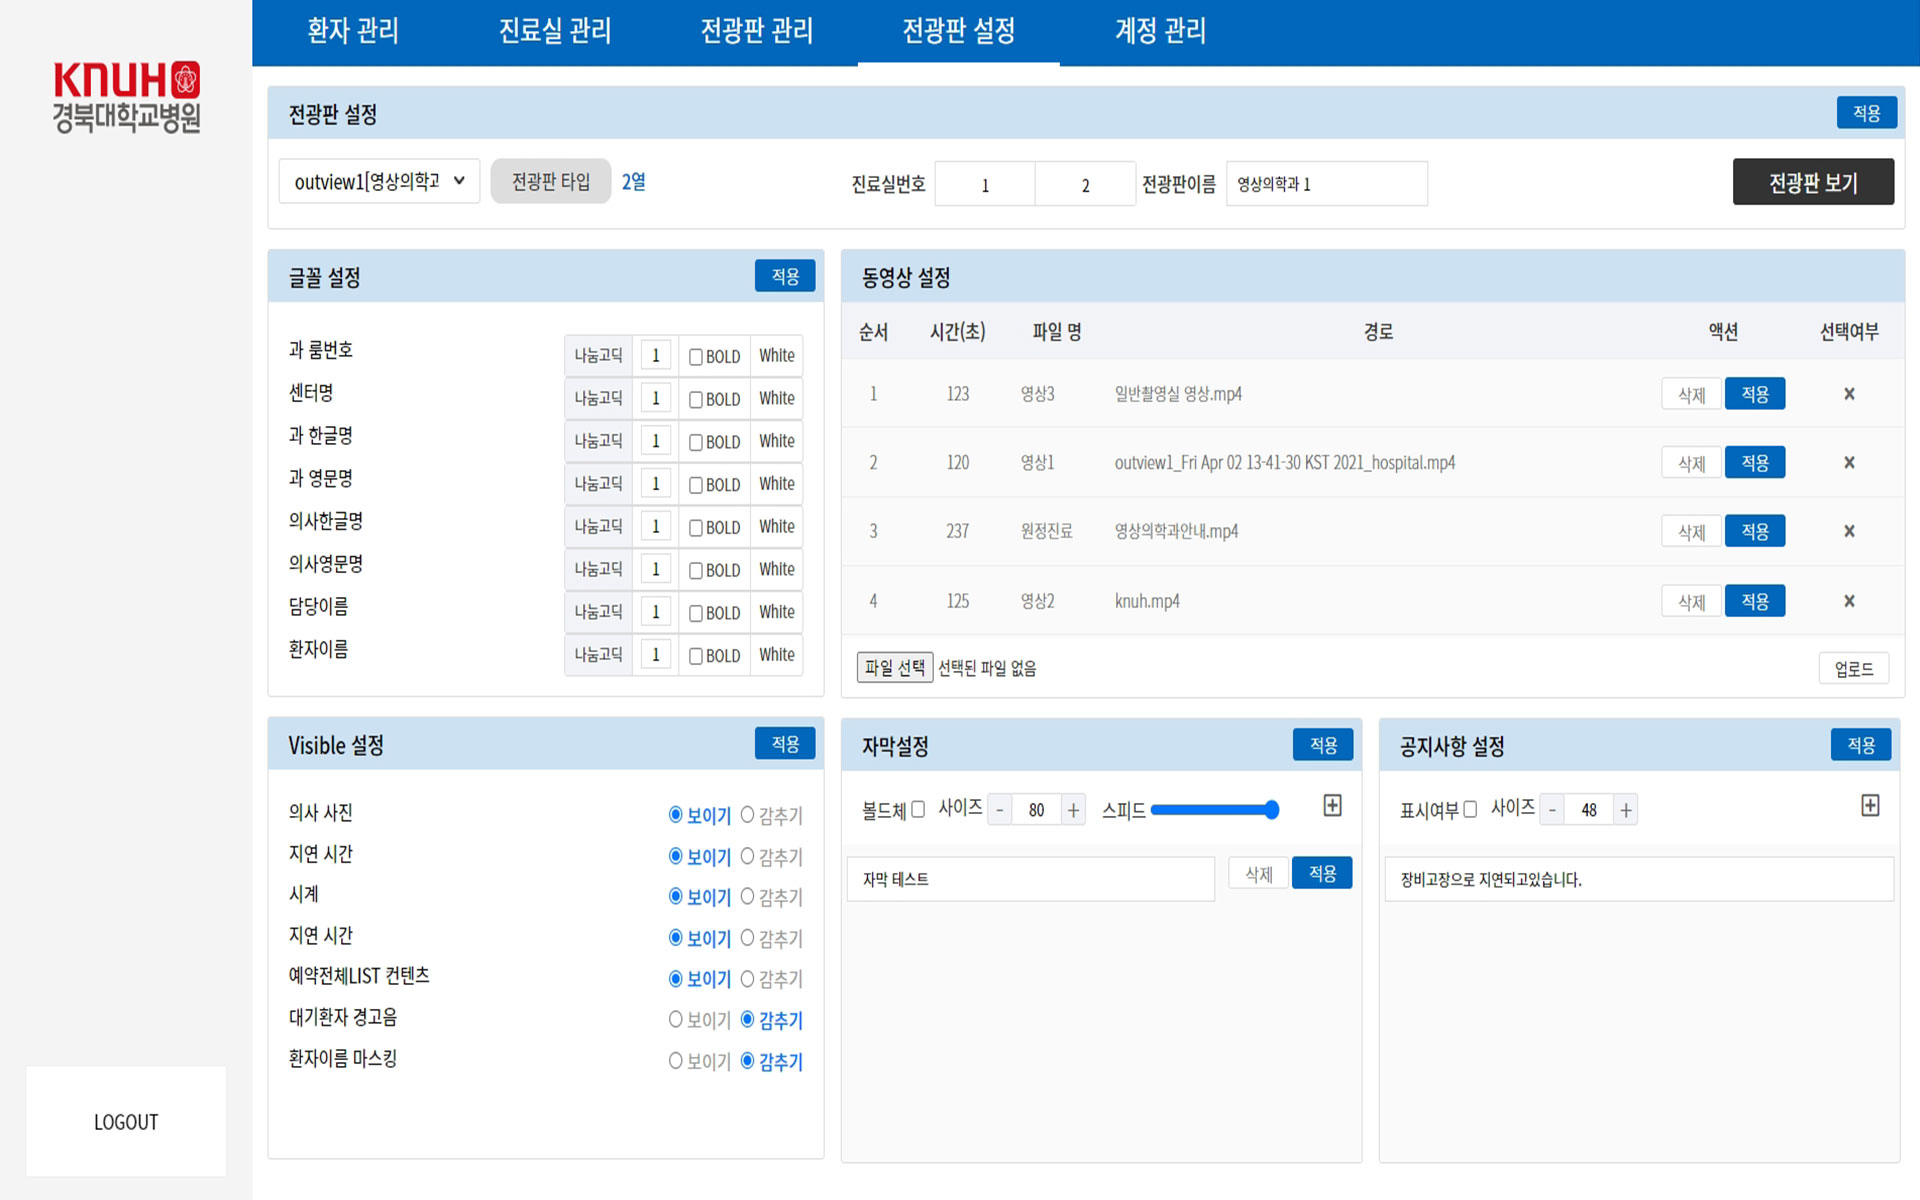 KNUH
경북대학교병원
환자 관리 진료실 관리 전광판 관리 전광판 설정 계정 관리
전광판 설정 적용
outview1[영상의학과 전광판 타입 2열 진료실번호 1 2 전광판이름 영상의학과 1 전광판 보기
글꼴 설정 적용
과 룸번호 나눔고딕 1 BOLD White
센터명 나눔고딕 1 BOLD White
과 한글명 나눔고딕 1 BOLD White
과 영문명 나눔고딕 1 BOLD White
의사한글명 나눔고딕 1 BOLD White
의사영문명 나눔고딕 1 BOLD White
담당이름 나눔고딕 1 BOLD White
환자이름 나눔고딕 1 BOLD White
동영상 설정
순서 시간(초) 파일 명 경로 액션 선택여부
1 123 영상3 일반촬영실 영상.mp4 삭제 적용 ×
2 120 영상1 outview1_Fri Apr 02 13-41-30 KST 2021_hospital.mp4 삭제 적용 ×
3 237 원정진료 영상의학과안내.mp4 삭제 적용 ×
4 125 영상2 knuh.mp4 삭제 적용 ×
파일 선택 선택된 파일 없음 업로드
Visible 설정 적용
의사 사진 보이기 감추기
지연 시간 보이기 감추기
시계 보이기 감추기
지연 시간 보이기 감추기
예약전체LIST 컨텐츠 보이기 감추기
대기환자 경고음 보이기 감추기
환자이름 마스킹 보이기 감추기
자막설정 적용
볼드체 사이즈 - 80 + 스피드
자막 테스트 삭제 적용
공지사항 설정 적용
표시여부 사이즈 - 48 +
장비고장으로 지연되고있습니다.
LOGOUT